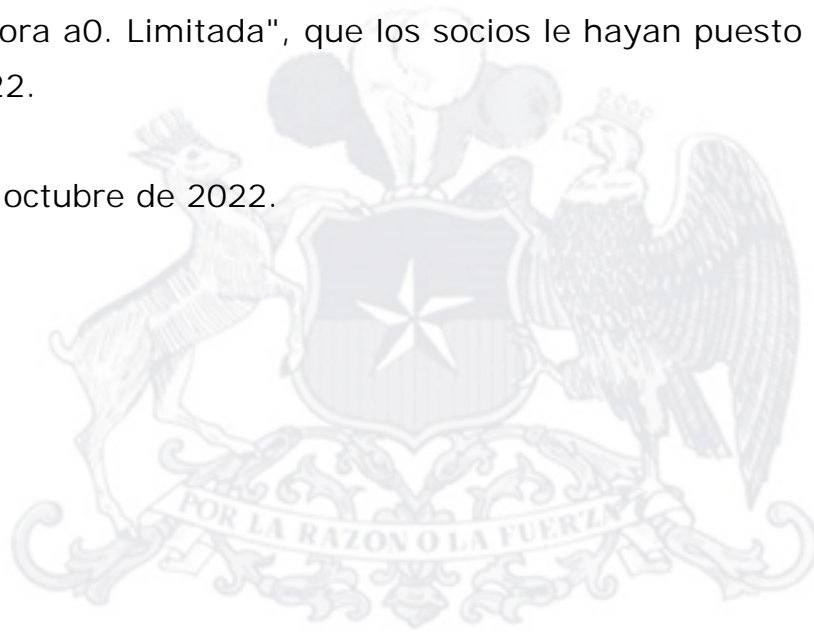 ora a0. Limitada", que los socios le hayan puesto
22.
octubre de 2022.
POR LA RAZON O LA FUERZA